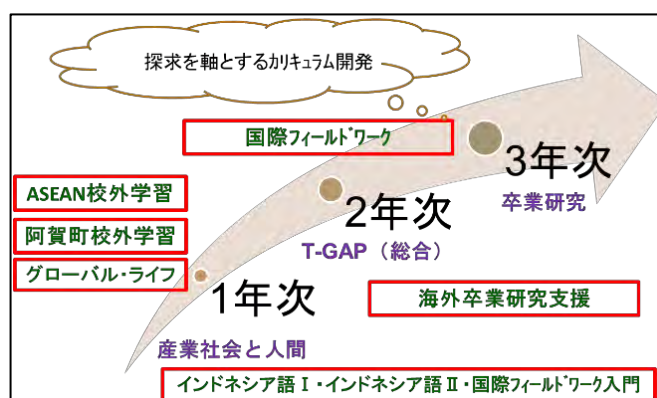 探求を軸とするカリキュラム開発
国際フィールドワーク
3年次
卒業研究
ASEAN校外学習
阿賀町校外学習
グローバル・ライフ
2年次
T-GAP（総合）
1年次
産業社会と人間
海外卒業研究支援
インドネシア語Ⅰ・インドネシア語Ⅱ・国際フィールドワーク入門